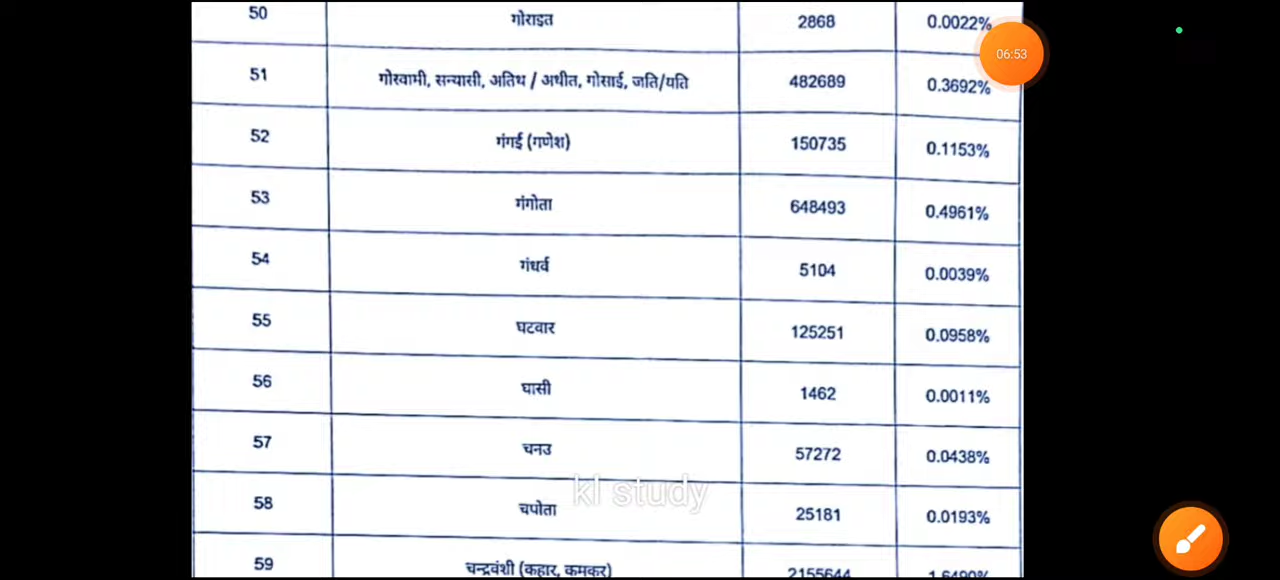 50 गोराइत 2868 0.0022%
06:53
51 गोस्वामी, सन्यासी, अतिथ / अथीत, गोसाई, जति/यति 482689 0.3692%
52 गंगई (गणेश) 150735 0.1153%
53 गंगोता 648493 0.4961%
54 गंधर्व 5104 0.0039%
55 घटवार 125251 0.0958%
56 घासी 1462 0.0011%
57 चनउ 57272 0.0438%
kl study
58 चपोता 25181 0.0193%
59 चन्द्रवंशी (कहार, कमकर) 2155644 1.6490%